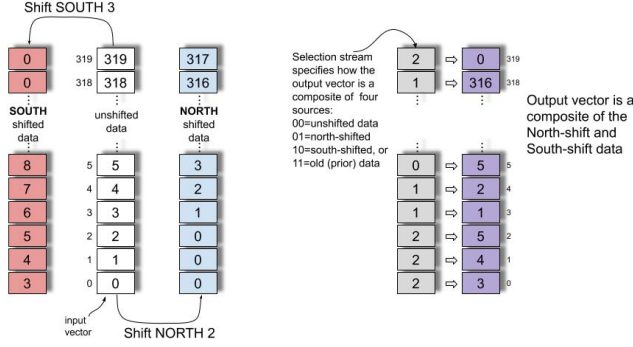 Shift SOUTH 3
0
319
319
317
0
318
318
316
SOUTH
shifted
data
unshifted
data
NORTH
shifted
data
8
5
5
3
7
4
4
2
6
3
3
1
5
2
2
0
4
1
1
0
3
0
0
0
input
vector
Shift NORTH 2
Selection stream
specifies how the
output vector is a
composite of four
sources:
00=unshifted data
01=north-shifted
10=south-shifted, or
11=old (prior) data
2
0
319
1
316
318
0
5
5
1
2
4
1
1
3
2
5
2
2
4
1
2
3
0
Output vector is a
composite of the
North-shift and
South-shift data